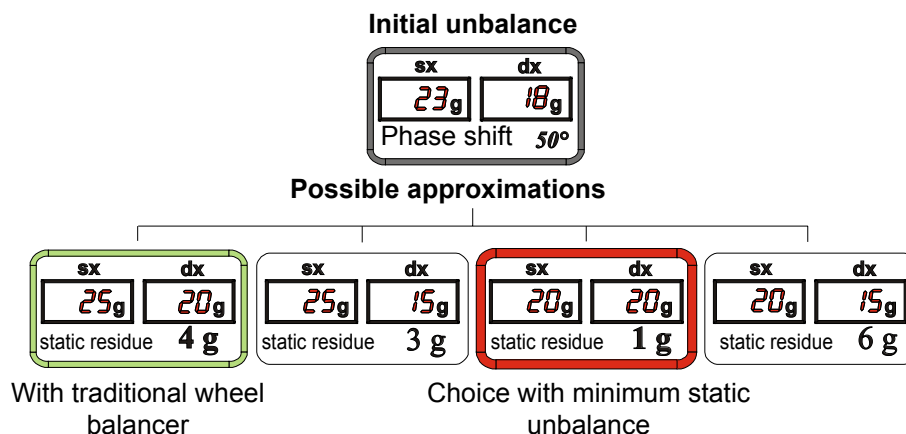 Initial unbalance
sx dx
23g 18g
Phase shift 50°
Possible approximations
sx dx sx dx sx dx sx dx
25g 20g 25g 15g 20g 20g 20g 15g
static residue 4 g static residue 3 g static residue 1 g static residue 6 g
With traditional wheel Choice with minimum static
balancer unbalance